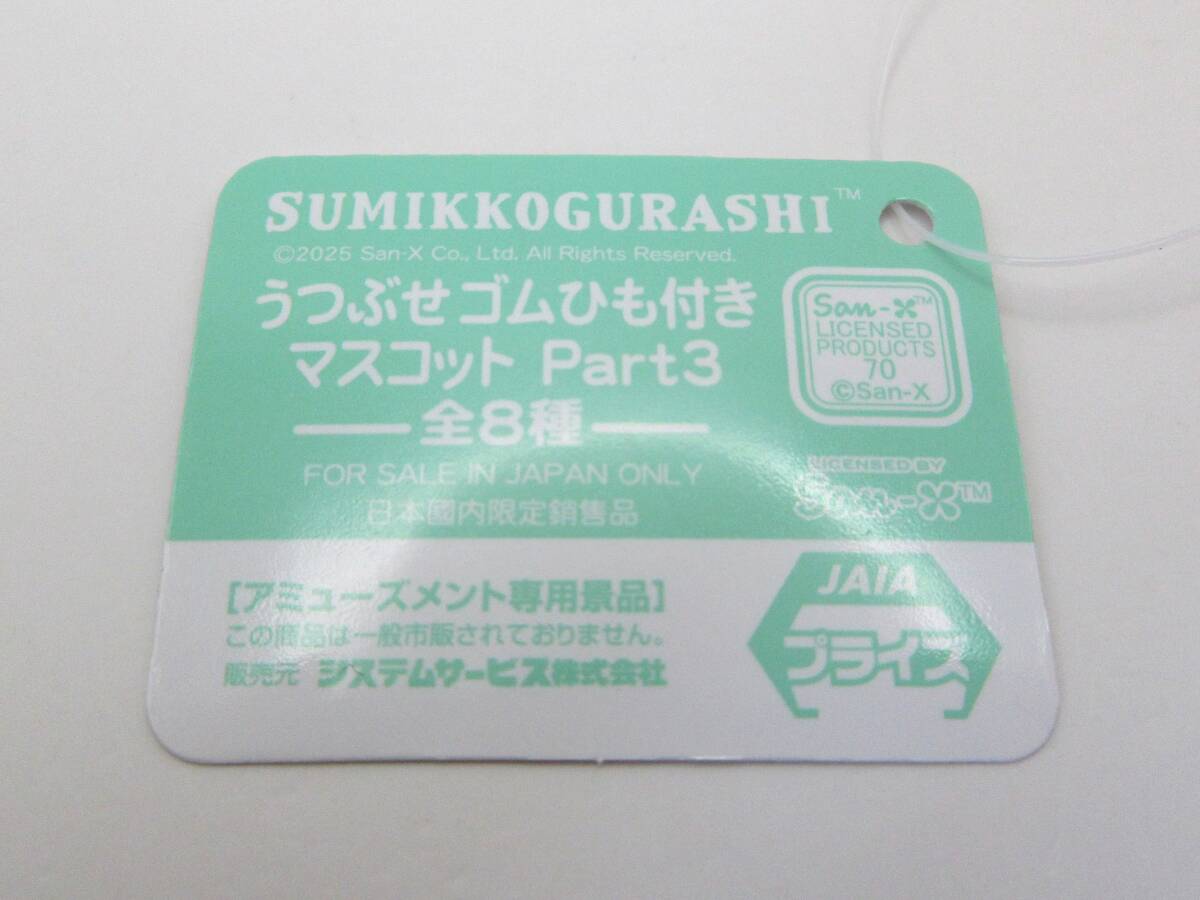 SUMIKKOGURASHI™
©2025 San-X Co., Ltd. All Rights Reserved.
うつぶせゴムひも付き
マスコット Part3
全8種
FOR SALE IN JAPAN ONLY
日本國内限定銷售品
San-X™
LICENSED
PRODUCTS
70
©San-X
LICENSED BY
San-X™
[アミューズメント専用景品]
この商品は一般市販されておりません。
販売元 システムサービス株式会社
JAIA
プライズ